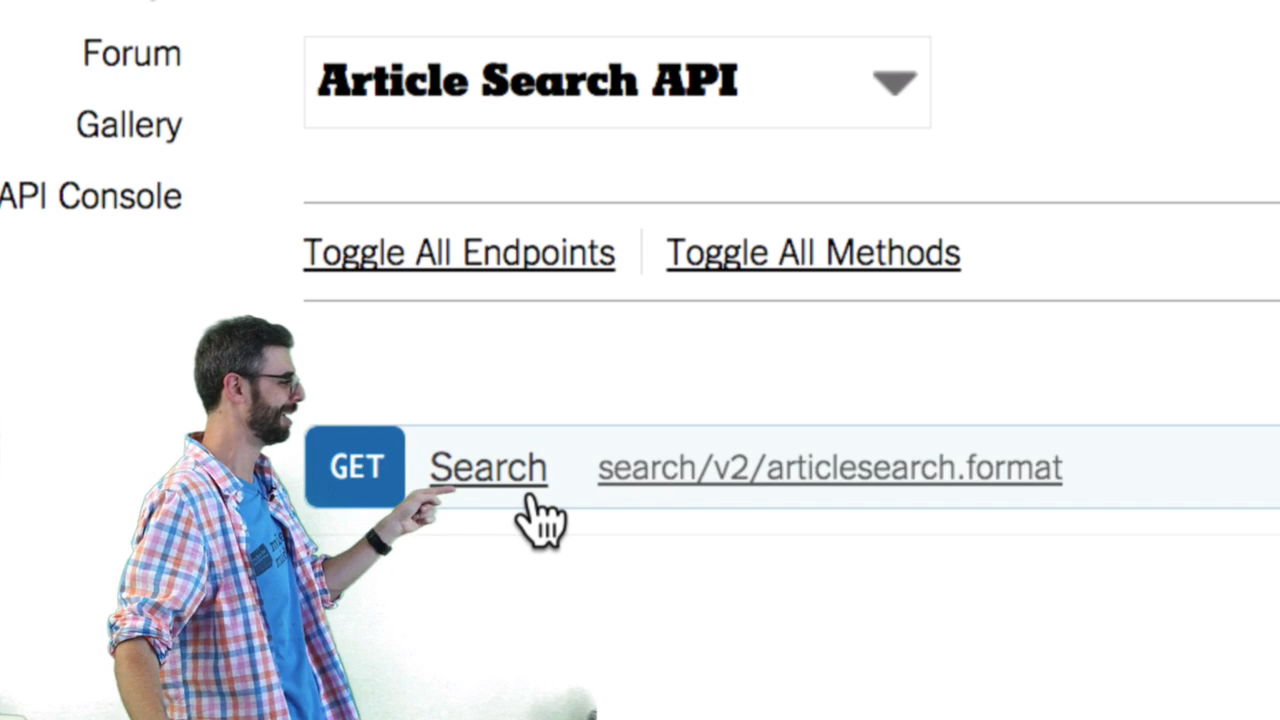 Forum
Gallery
API Console
Article Search API
Toggle All Endpoints
Toggle All Methods
GET Search search/v2/articlesearch.format